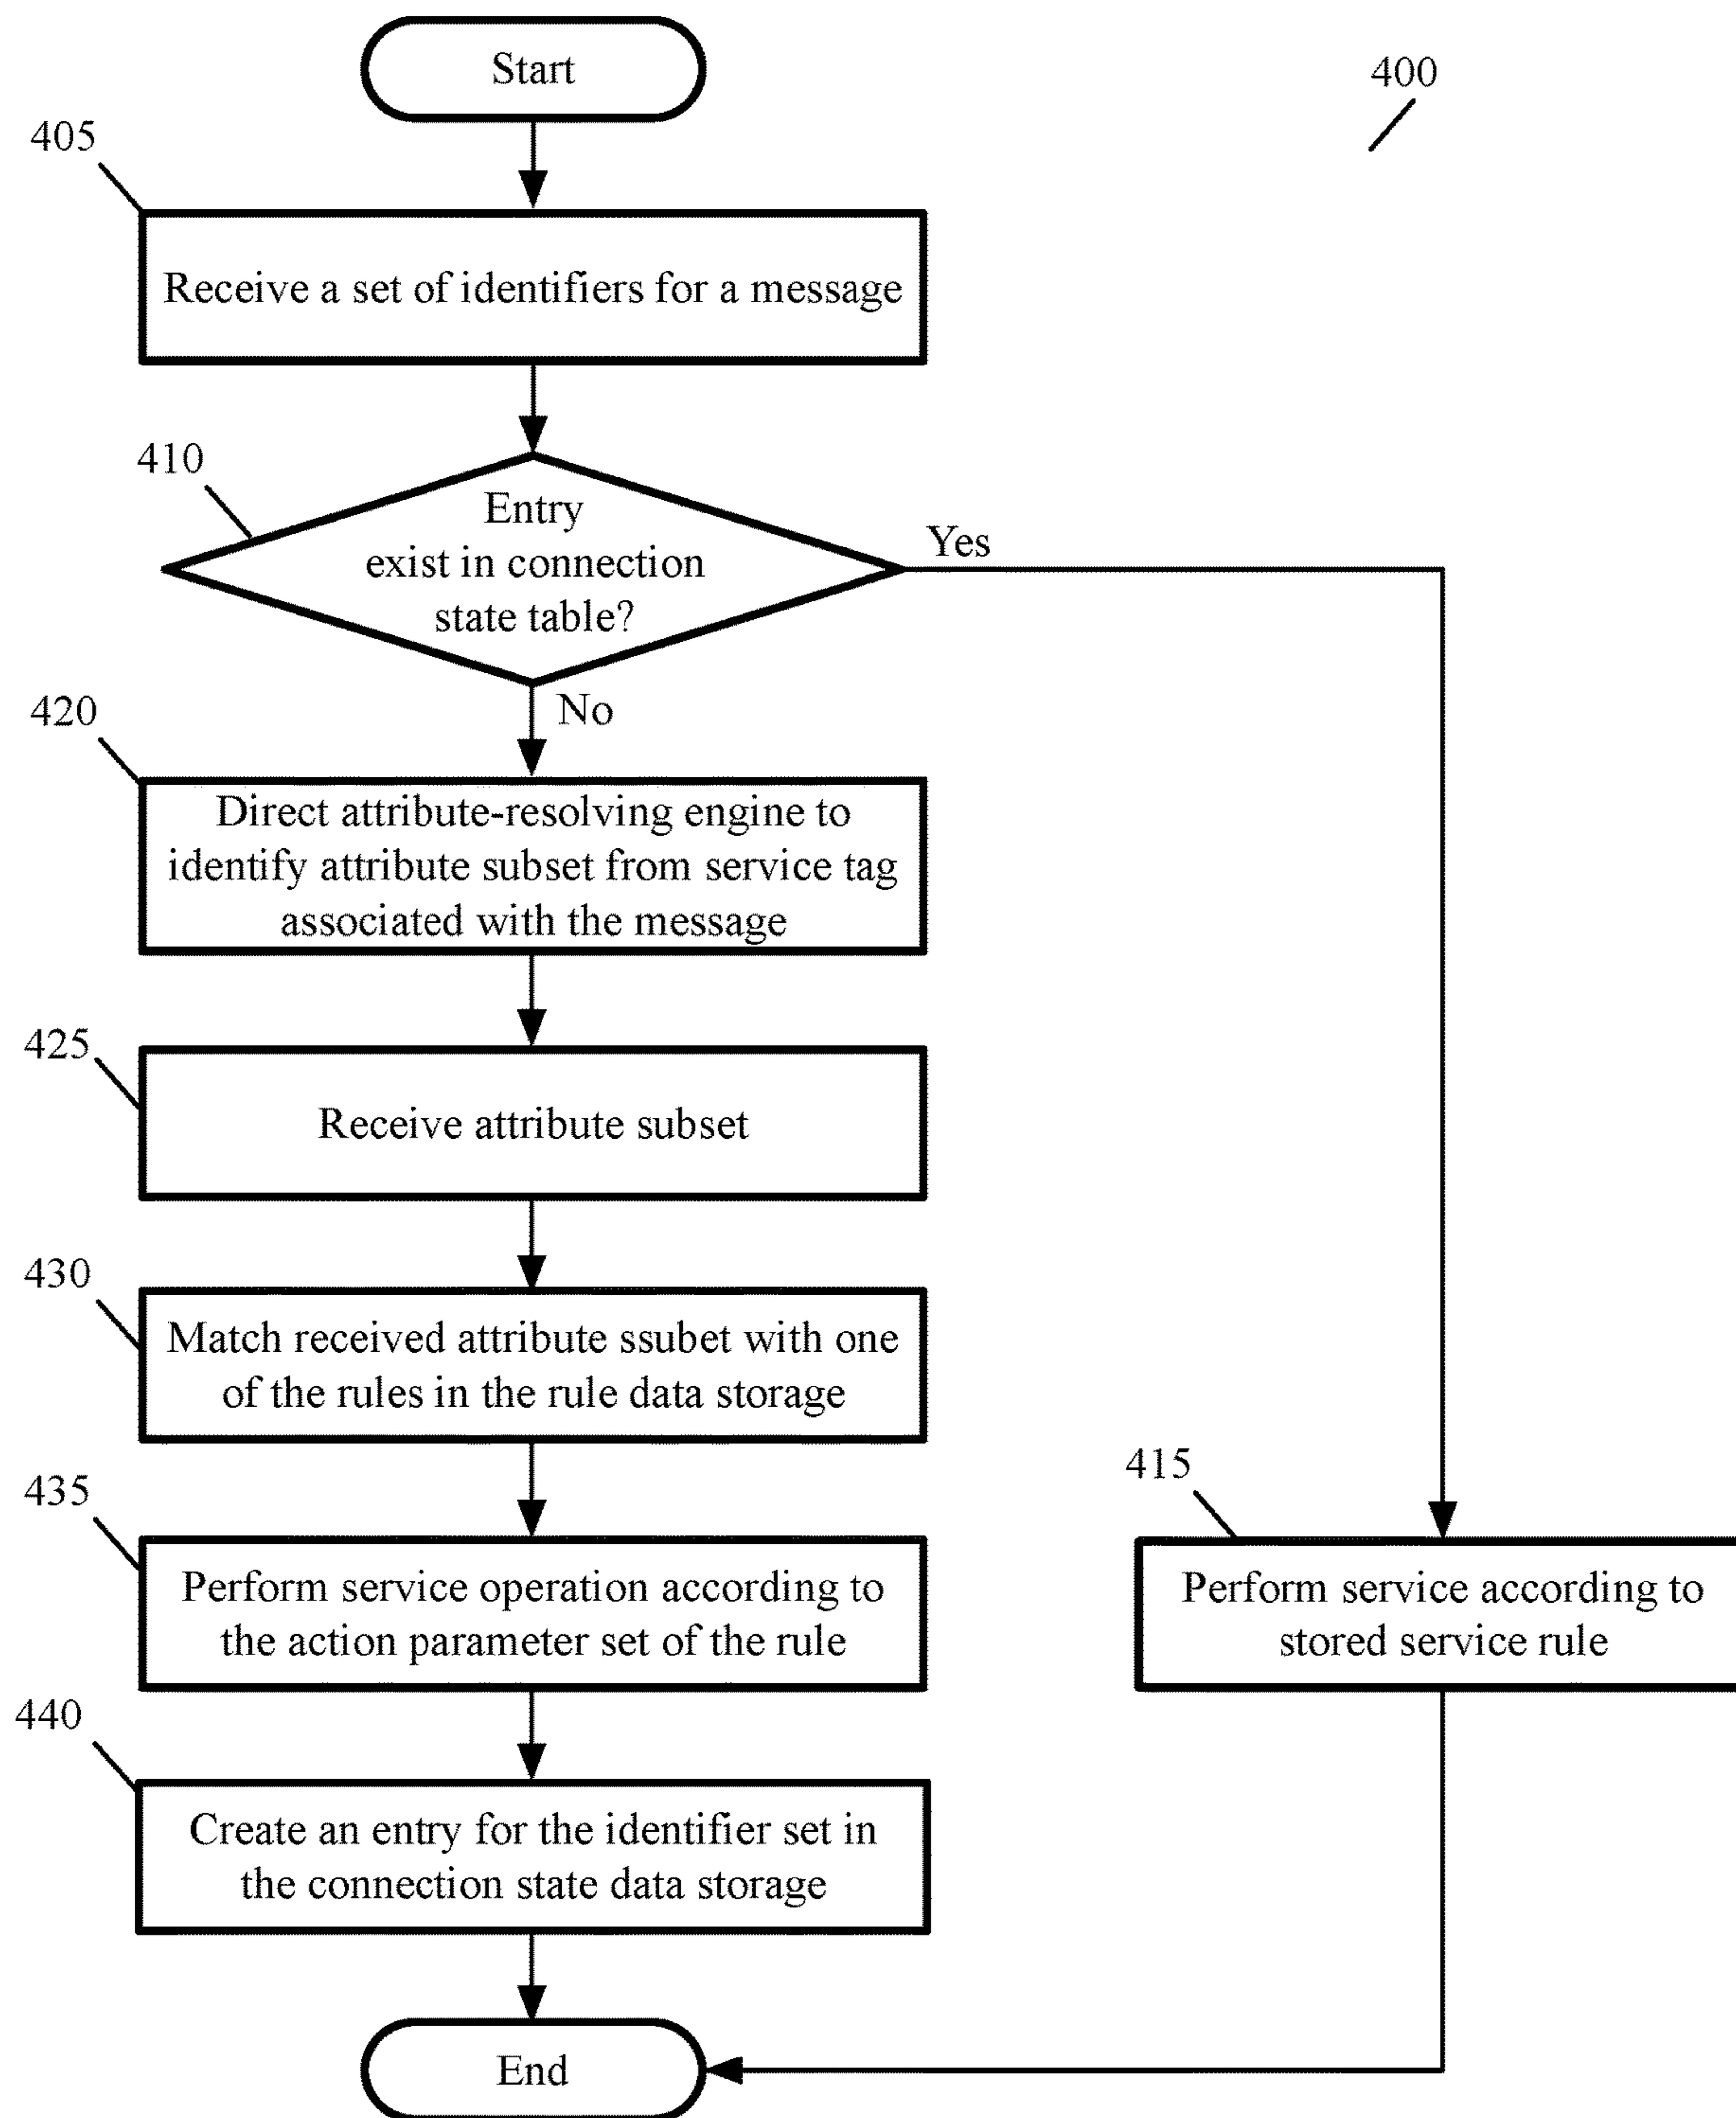 Start
400
405
Receive a set of identifiers for a message
410
Entry
exist in connection
state table?
Yes
No
420
Direct attribute-resolving engine to
identify attribute subset from service tag
associated with the message
425
Receive attribute subset
430
Match received attribute ssubet with one
of the rules in the rule data storage
435
Perform service operation according to
the action parameter set of the rule
415
Perform service according to
stored service rule
440
Create an entry for the identifier set in
the connection state data storage
End